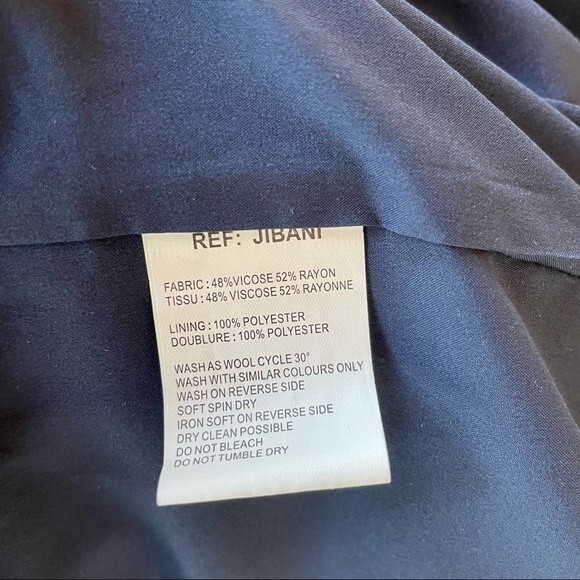 REF: JIBANI
FABRIC : 48%VICOSE 52% RAYON
TISSU : 48% VISCOSE 52% RAYONNE
LINING : 100% POLYESTER
DOUBLURE : 100% POLYESTER
WASH AS WOOL CYCLE 30°
WASH WITH SIMILAR COLOURS ONLY
WASH ON REVERSE SIDE
SOFT SPIN DRY
IRON SOFT ON REVERSE SIDE
DRY CLEAN POSSIBLE
DO NOT BLEACH
DO NOT TUMBLE DRY